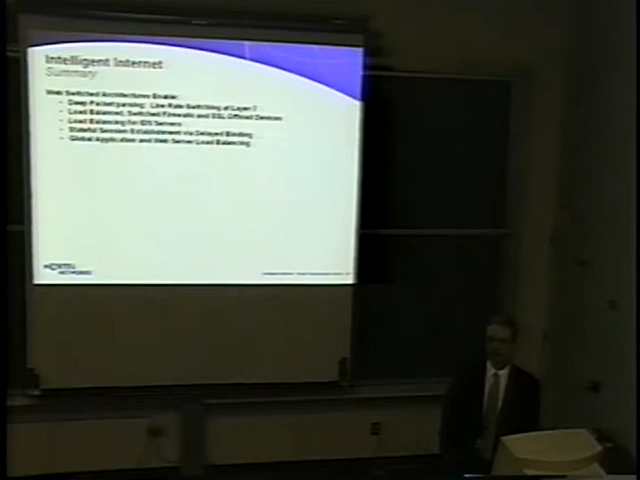 Intelligent Internet
Summary
Web Switched Architectures Enable:
- Deep Packet parsing: Line Rate Switching at Layer 7
- Load Balanced, Switched Firewalls and SSL Offload Devices
- Load Balancing for IDS Servers
- Stateful Session Establishment via Delayed Binding
- Global Application and Web Server Load Balancing
NORTEL
NETWORKS